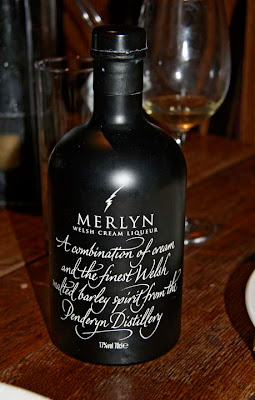 MERLYN
WELSH CREAM LIQUEUR
A combination of cream
and the finest Welsh
malted barley spirit from the
Penderyn Distillery
17%vol 70cl e